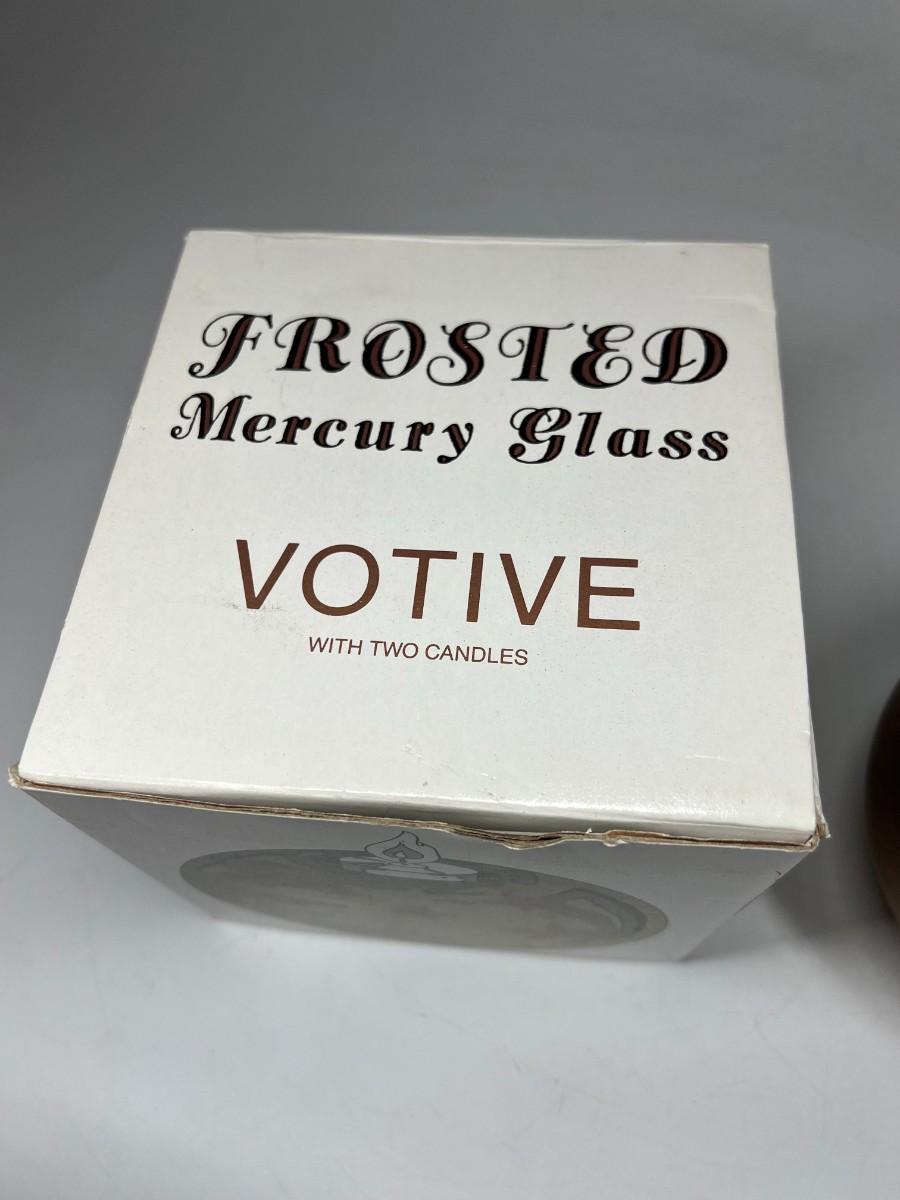 FROSTED
Mercury Glass
VOTIVE
WITH TWO CANDLES